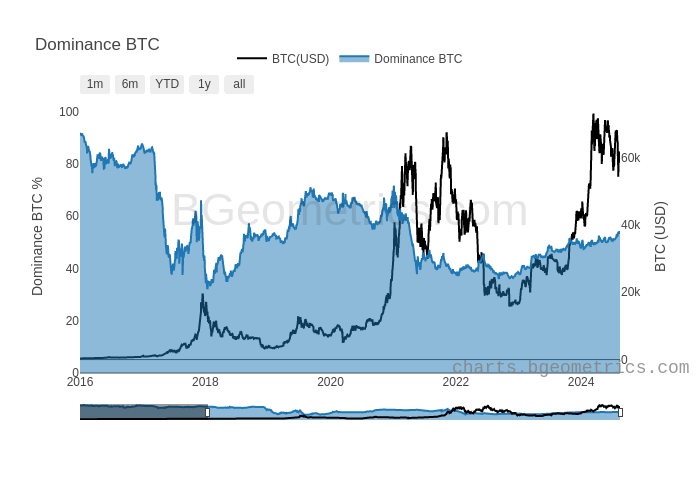 Dominance BTC
BTC(USD) Dominance BTC
1m 6m YTD 1y all
100
80
60
40
20
0
Dominance BTC %
60k
40k
20k
0
BTC (USD)
BGeometrics.com
charts.bgeometrics.com
2016 2018 2020 2022 2024